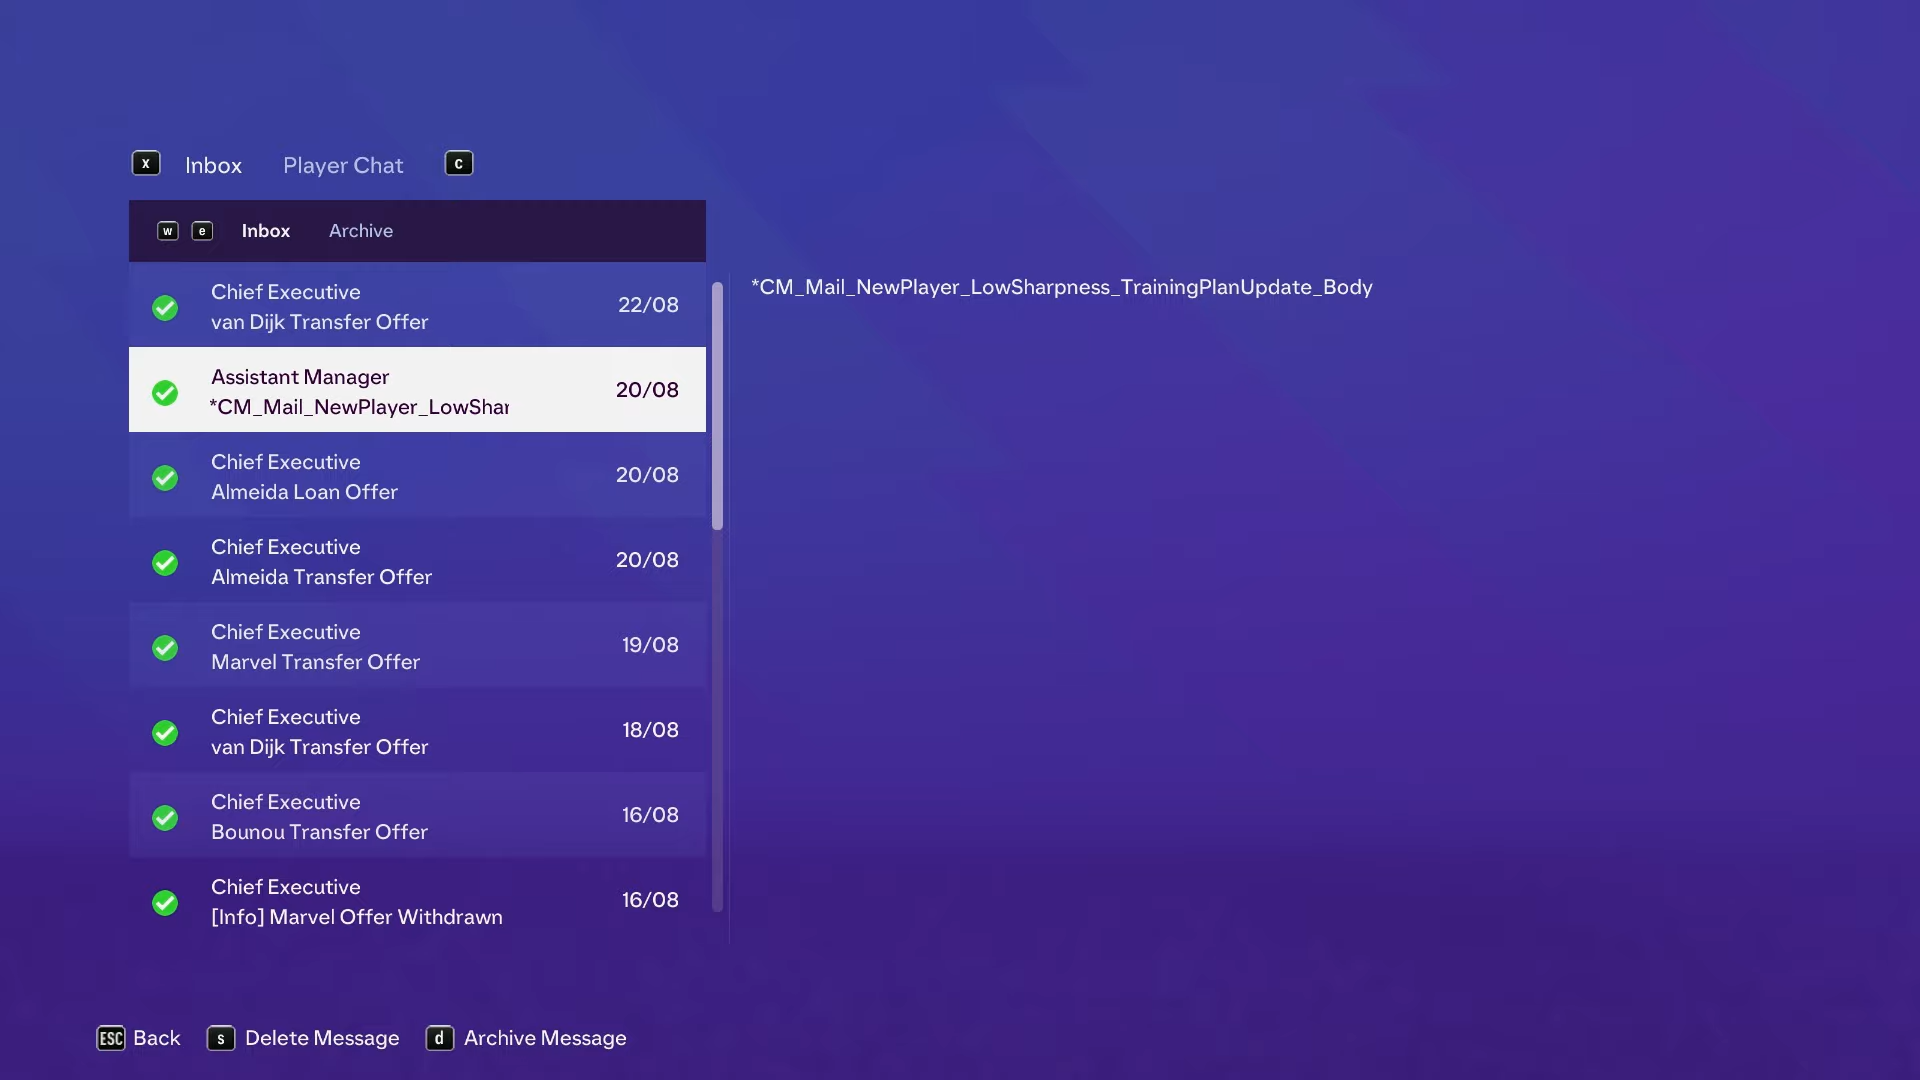 X Inbox Player Chat C
w e Inbox Archive
Chief Executive
van Dijk Transfer Offer
22/08
Assistant Manager
*CM_Mail_NewPlayer_LowShar
20/08
Chief Executive
Almeida Loan Offer
20/08
Chief Executive
Almeida Transfer Offer
20/08
Chief Executive
Marvel Transfer Offer
19/08
Chief Executive
van Dijk Transfer Offer
18/08
Chief Executive
Bounou Transfer Offer
16/08
Chief Executive
[Info] Marvel Offer Withdrawn
16/08
*CM_Mail_NewPlayer_LowSharpness_TrainingPlanUpdate_Body
ESC Back s Delete Message d Archive Message